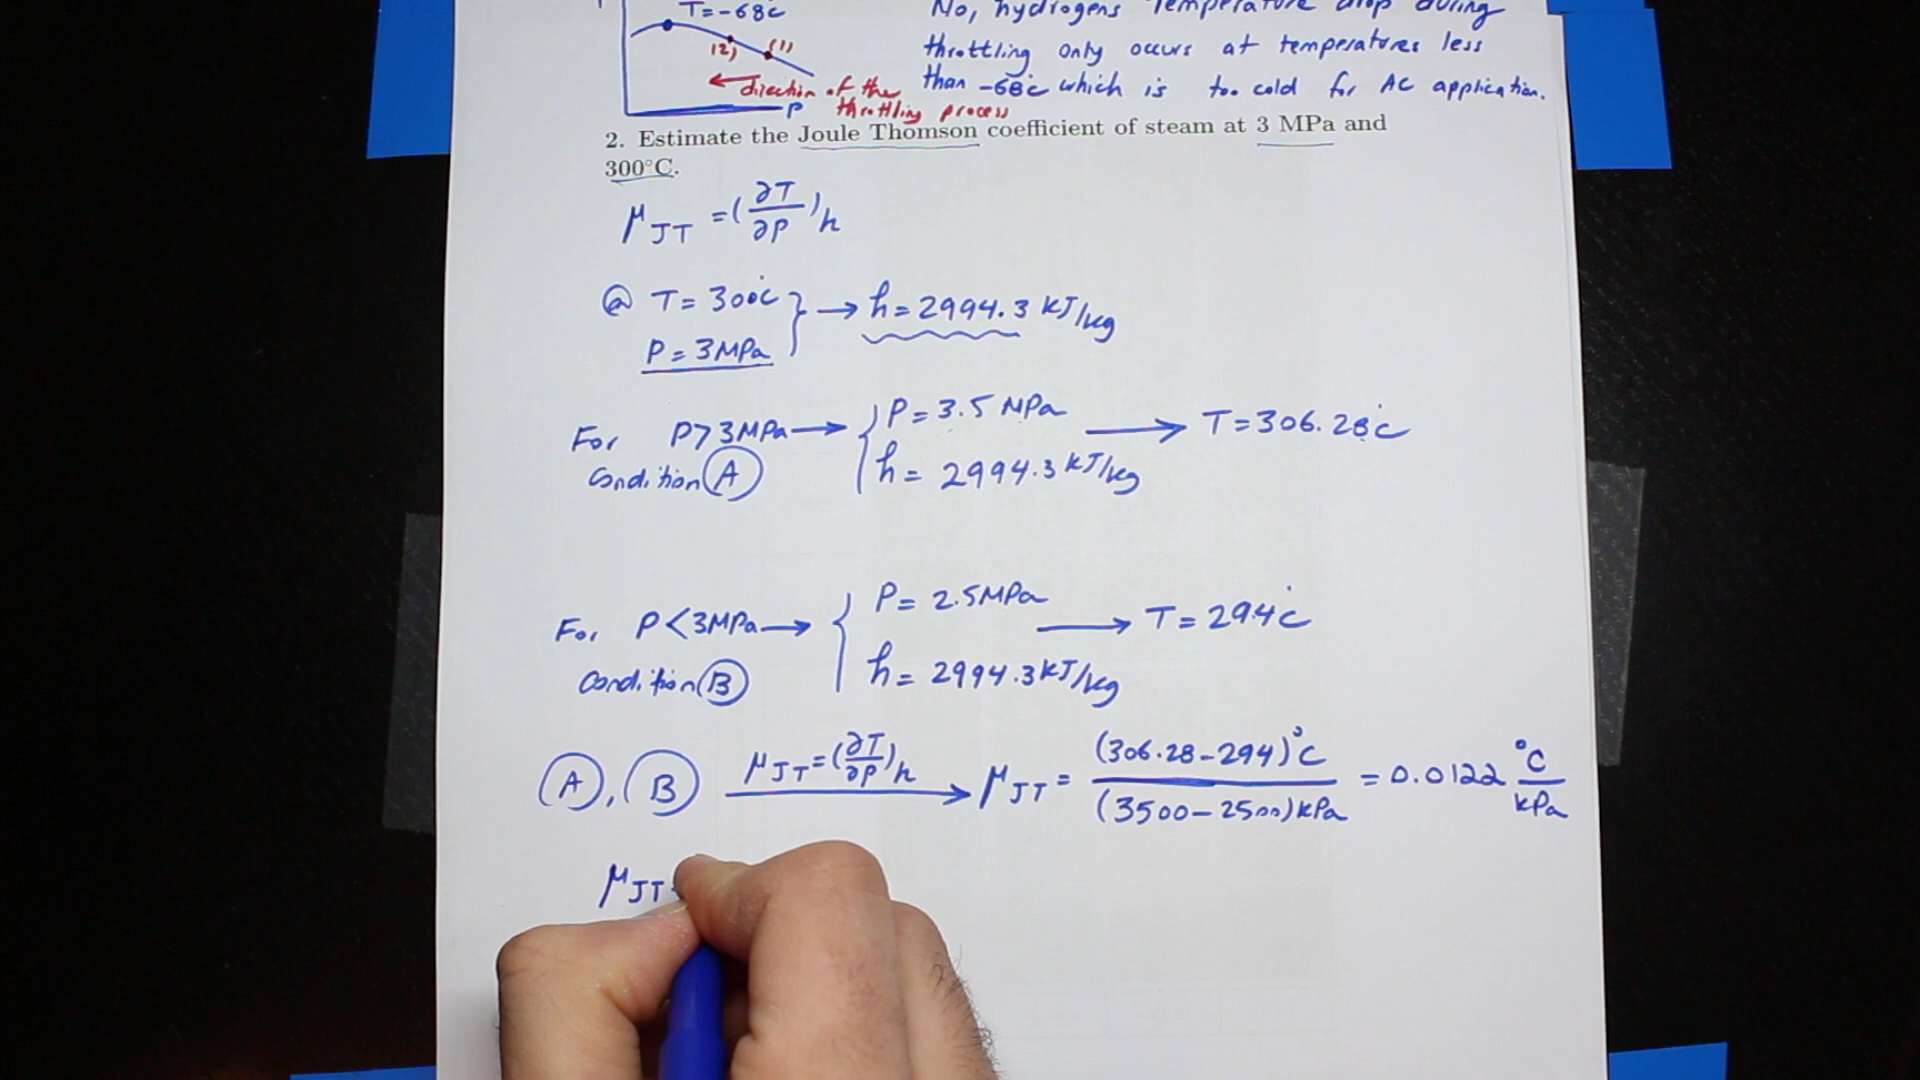 T=-68°C
No, hydrogens Temperature drop during
(2) (1)
throttling only occurs at temperatures less
than -68°C which is too cold for AC application.
direction of the
throttling process
P
2. Estimate the Joule Thomson coefficient of steam at 3 MPa and
300°C.
μJT = (∂T/∂P)h
@ T = 300°C } → h = 2994.3 kJ/kg
P = 3MPa
For P>3MPa → { P = 3.5 MPa → T = 306.28°C
Condition (A) h = 2994.3 kJ/kg
For P<3MPa → { P = 2.5MPa → T = 294°C
Condition (B) h = 2994.3kJ/kg
(A), (B) μJT = (∂T/∂P)h → μJT = (306.28-294)°C / (3500-2500)kPa = 0.0122 °C/kPa
μJT